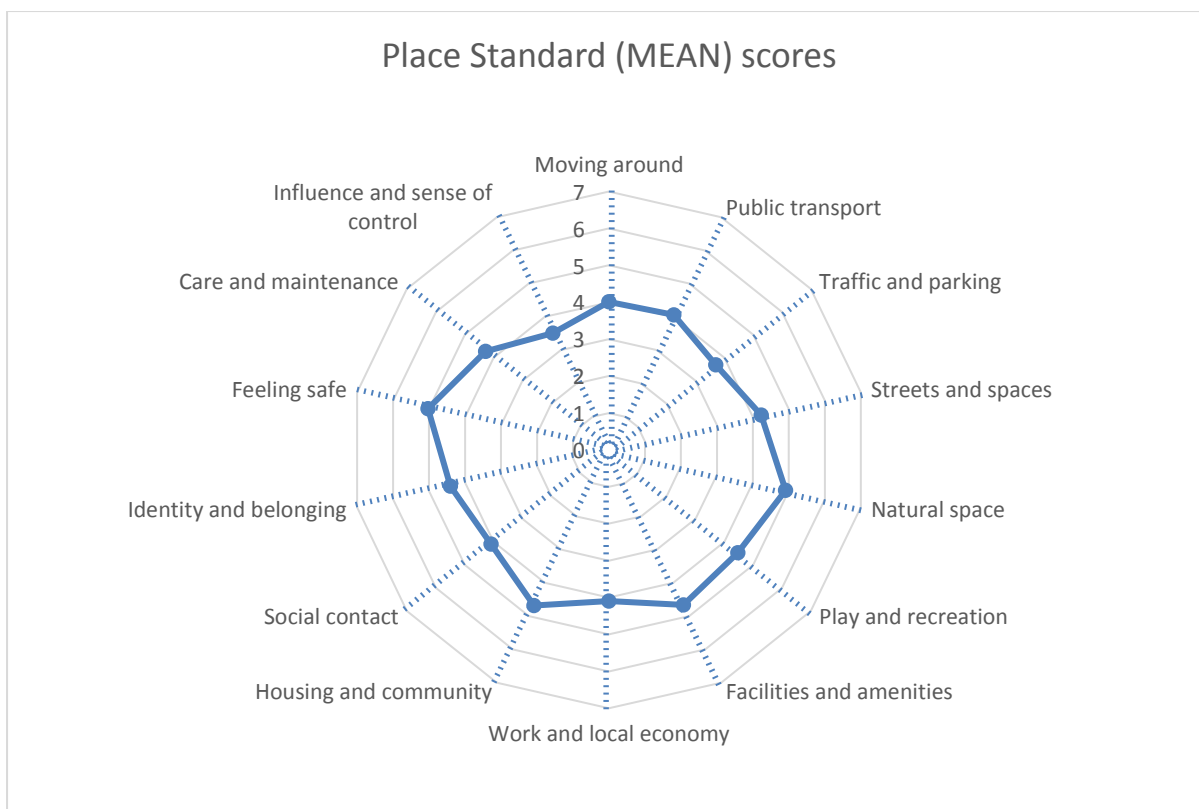 Place Standard (MEAN) scores
Moving around
Influence and sense of
control
Public transport
Care and maintenance
Traffic and parking
Feeling safe
Streets and spaces
Identity and belonging
Natural space
Social contact
Play and recreation
Housing and community
Facilities and amenities
Work and local economy
7
6
5
4
3
2
1
0